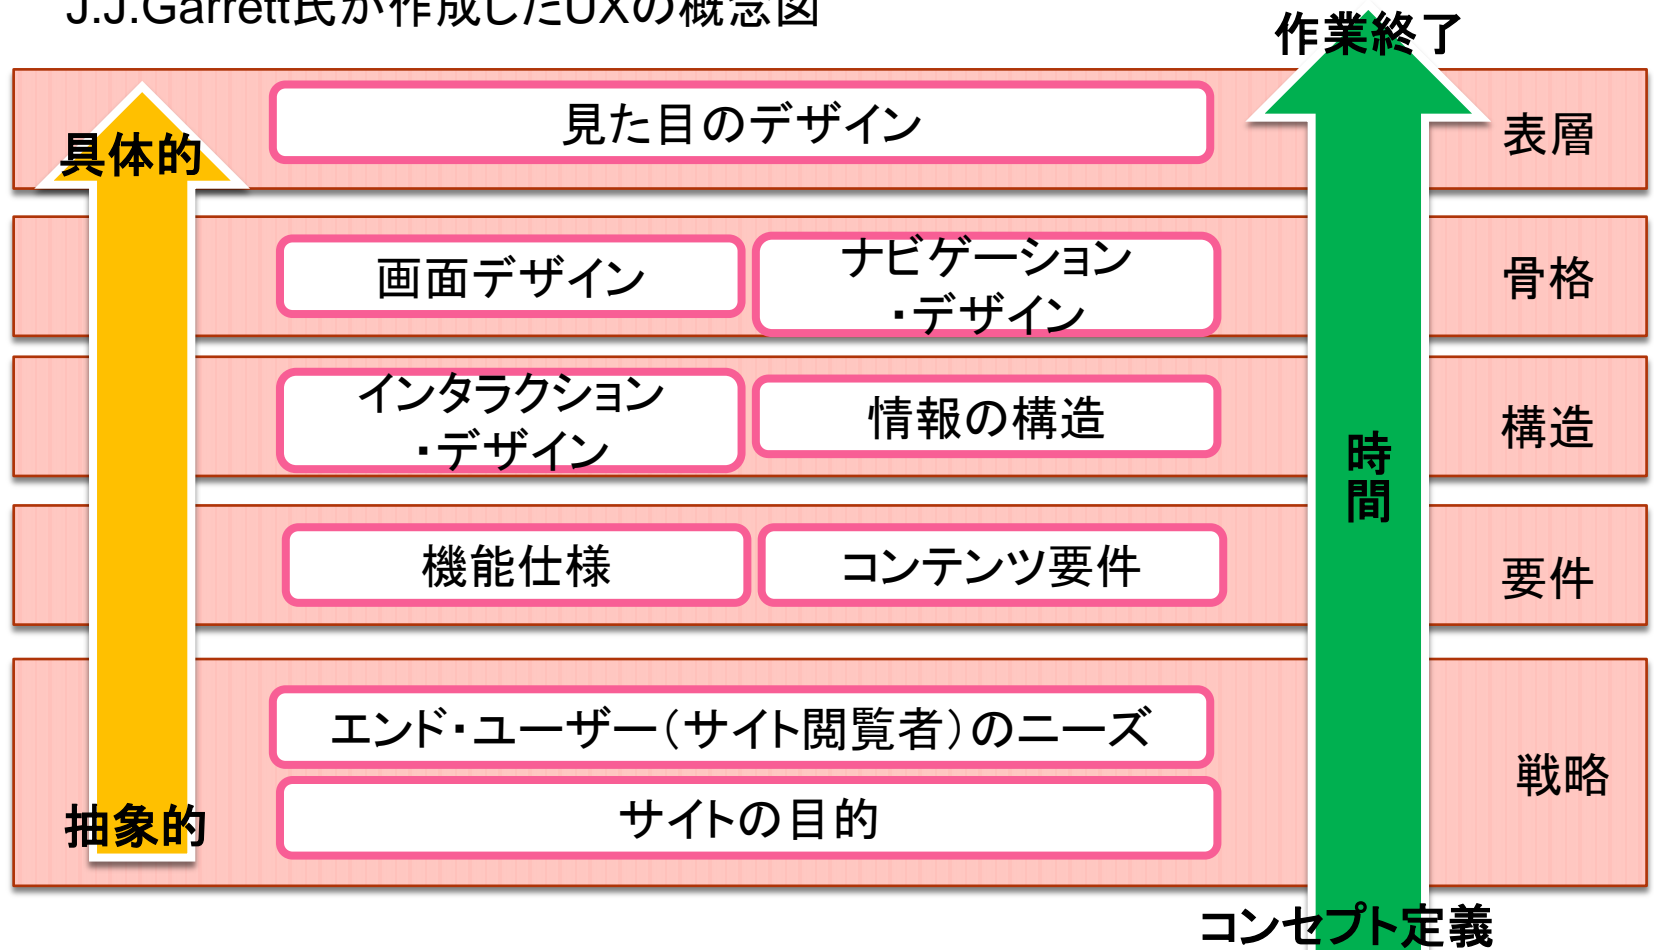 J.J.Garrett氏が作成したUXの概念図
作業終了
見た目のデザイン
具体的
表層
画面デザイン
ナビゲーション
・デザイン
骨格
インタラクション
・デザイン
情報の構造
構造
時間
機能仕様
コンテンツ要件
要件
エンド・ユーザー（サイト閲覧者）のニーズ
戦略
サイトの目的
抽象的
コンセプト定義